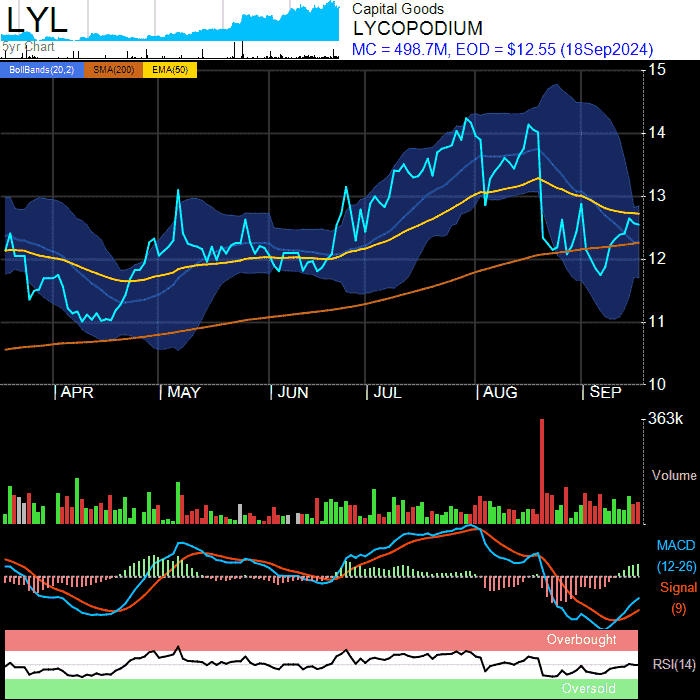 LYL
5yr Chart
Capital Goods
LYCOPODIUM
MC = 498.7M, EOD = $12.55 (18Sep2024)
BollBands(20,2) SMA(200) EMA(50)
15
14
13
12
11
10
APR MAY JUN JUL AUG SEP
363k
Volume
MACD
(12-26)
Signal
(9)
Overbought
RSI(14)
Oversold